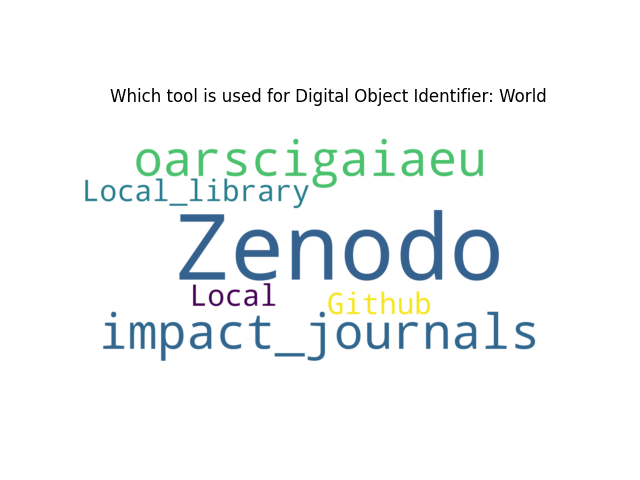 Which tool is used for Digital Object Identifier: World
oarscigaiaeu
Local_library
Zenodo
Local Github
impact_journals